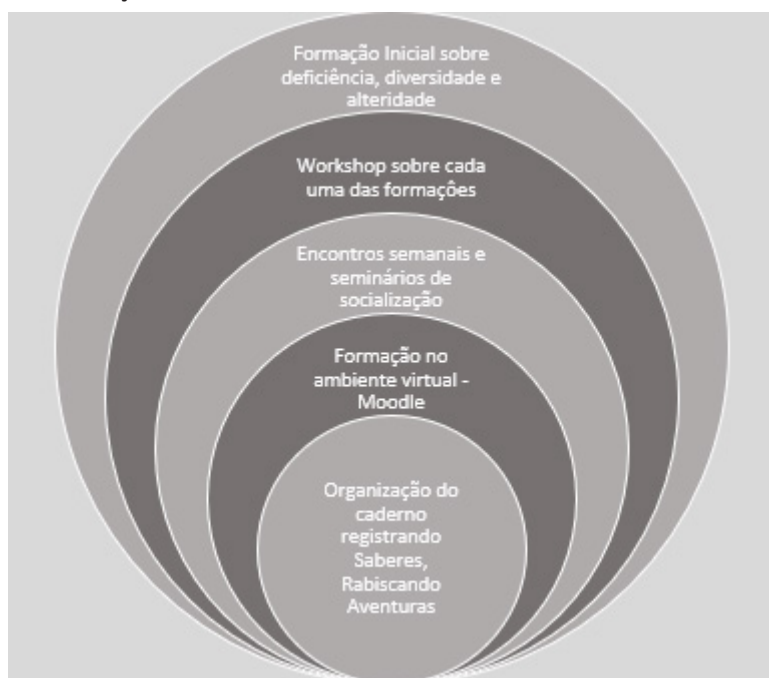 Formação Inicial sobre
deficiência, diversidade e
alteridade
Workshop sobre cada
uma das formações
Encontros semanais e
seminários de
socialização
Formação no
ambiente virtual -
Moodle
Organização do
caderno
registrando
Saberes,
Rabiscando
Aventuras